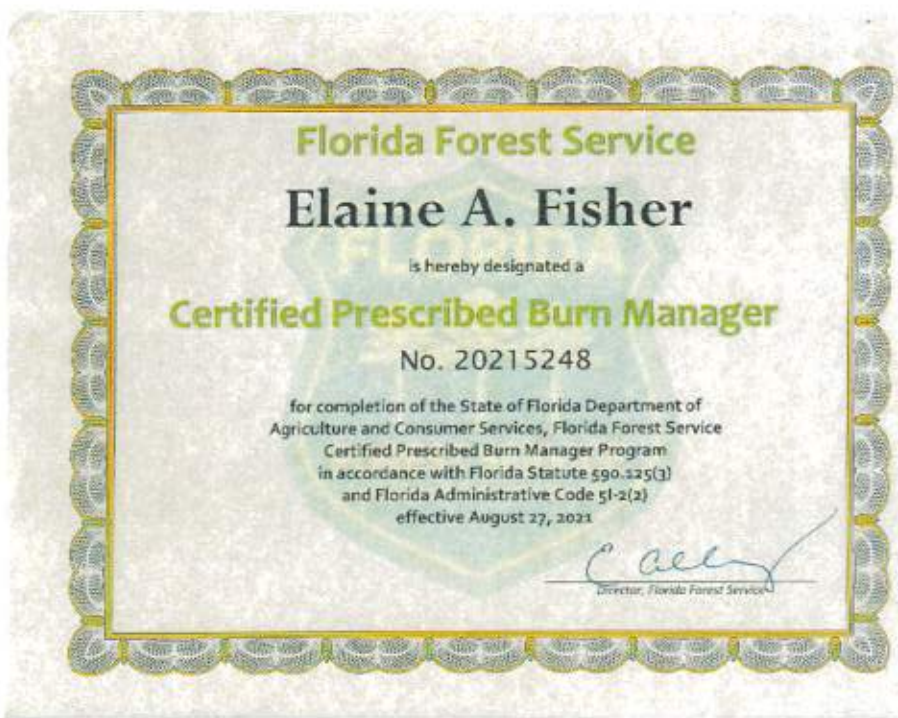 Florida Forest Service
Elaine A. Fisher
FLORIDA
is hereby designated a
Certified Prescribed Burn Manager
No. 20215248
for completion of the State of Florida Department of
Agriculture and Consumer Services, Florida Forest Service
Certified Prescribed Burn Manager Program
in accordance with Florida Statute 590.125(3)
and Florida Administrative Code 5I-2(2)
effective August 27, 2021
Director, Florida Forest Service